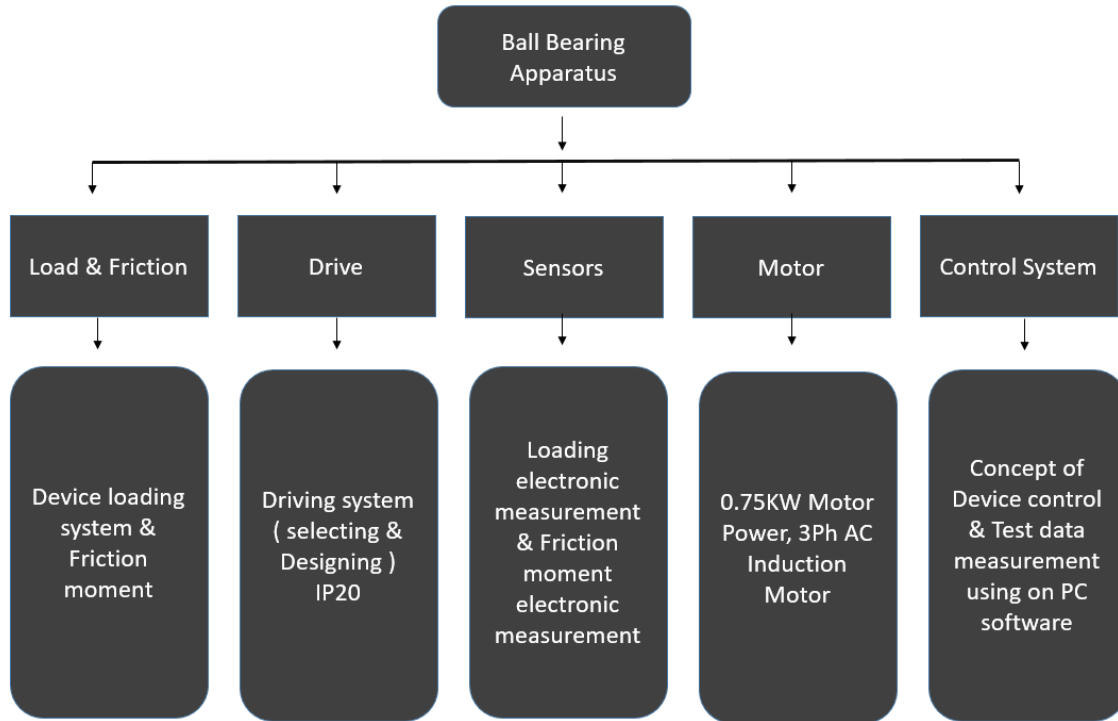 Ball Bearing
Apparatus
Load & Friction
Drive
Sensors
Motor
Control System
Device loading
system &
Friction
moment
Driving system
( selecting &
Designing )
IP20
Loading
electronic
measurement
& Friction
moment
electronic
measurement
0.75KW Motor
Power, 3Ph AC
Induction
Motor
Concept of
Device control
& Test data
measurement
using on PC
software